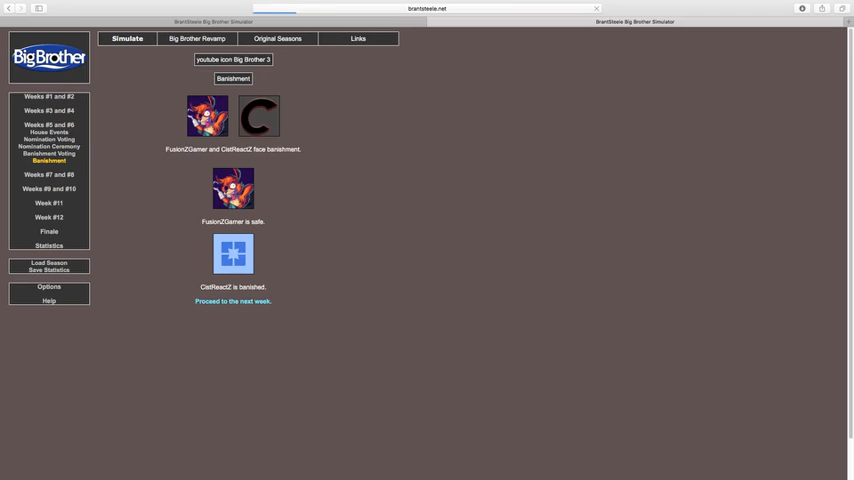 brantsteele.net
BrantSteele Big Brother Simulator
BrantSteele Big Brother Simulator
Big Brother
Simulate
Big Brother Revamp
Original Seasons
Links
youtube icon Big Brother 3
Banishment
Weeks #1 and #2
Weeks #3 and #4
Weeks #5 and #6
House Events
Nomination Voting
Nomination Ceremony
Banishment Voting
Banishment
Weeks #7 and #8
Weeks #9 and #10
Week #11
Week #12
Finale
Statistics
Load Season
Save Statistics
Options
Help
C
FusionZGamer and CistReactZ face banishment.
FusionZGamer is safe.
CistReactZ is banished.
Proceed to the next week.